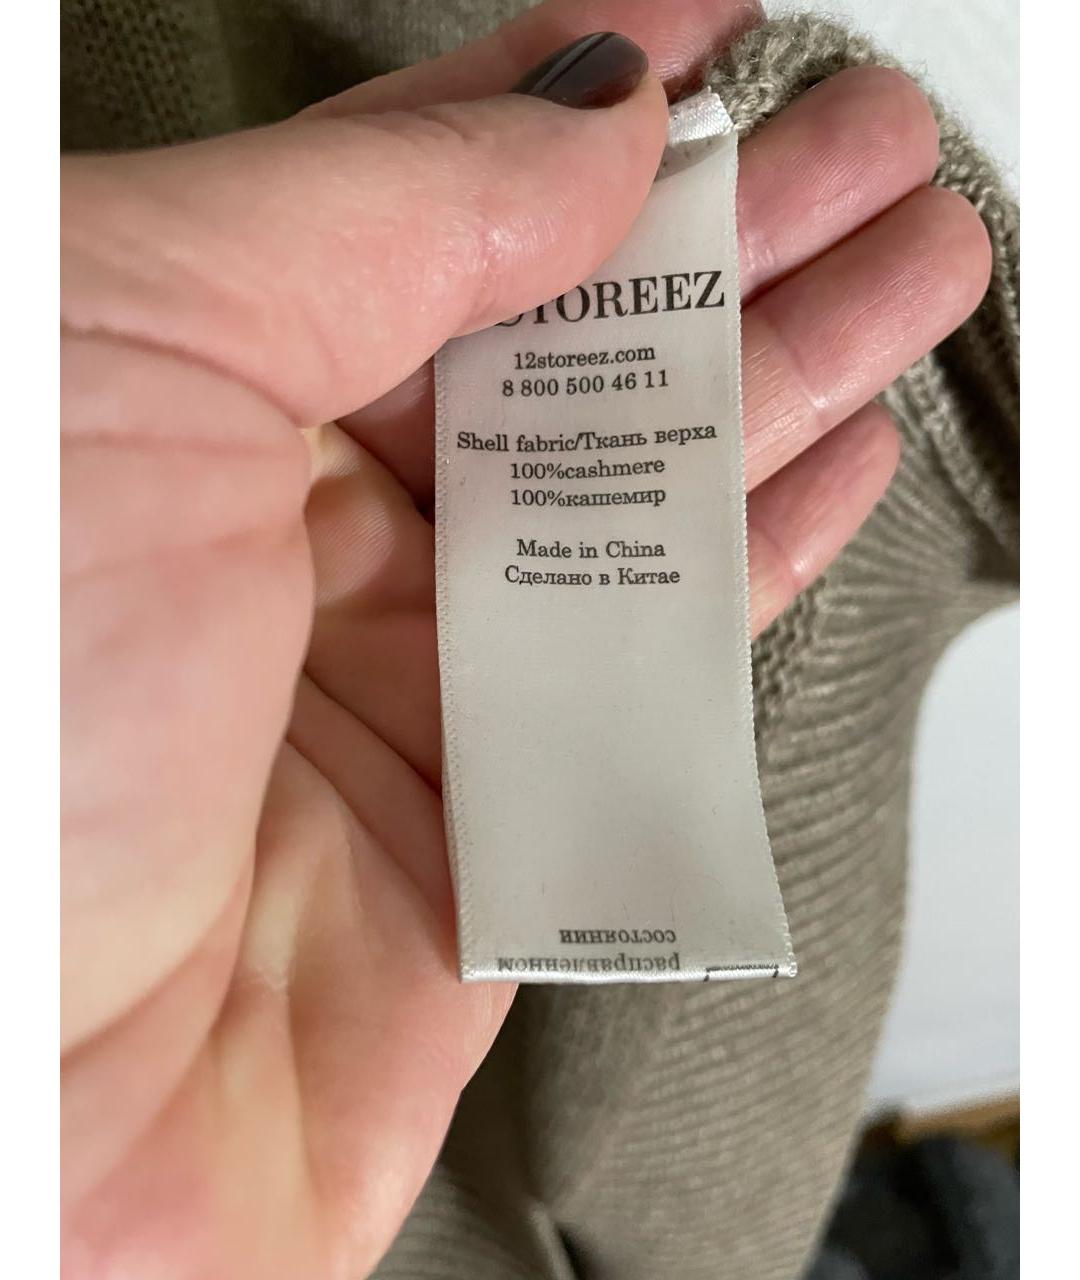 STOREEZ
12storeez.com
8 800 500 46 11
Shell fabric/Ткань верха
100%cashmere
100%кашемир
Made in China
Сделано в Китае
распрaвленном
состоянии